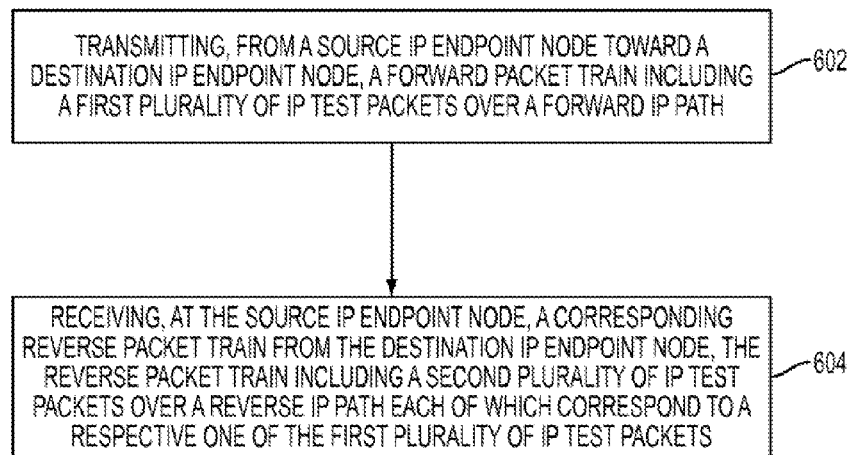 TRANSMITTING, FROM A SOURCE IP ENDPOINT NODE TOWARD A
DESTINATION IP ENDPOINT NODE, A FORWARD PACKET TRAIN INCLUDING
A FIRST PLURALITY OF IP TEST PACKETS OVER A FORWARD IP PATH
602
RECEIVING, AT THE SOURCE IP ENDPOINT NODE, A CORRESPONDING
REVERSE PACKET TRAIN FROM THE DESTINATION IP ENDPOINT NODE, THE
REVERSE PACKET TRAIN INCLUDING A SECOND PLURALITY OF IP TEST
PACKETS OVER A REVERSE IP PATH EACH OF WHICH CORRESPOND TO A
RESPECTIVE ONE OF THE FIRST PLURALITY OF IP TEST PACKETS
604